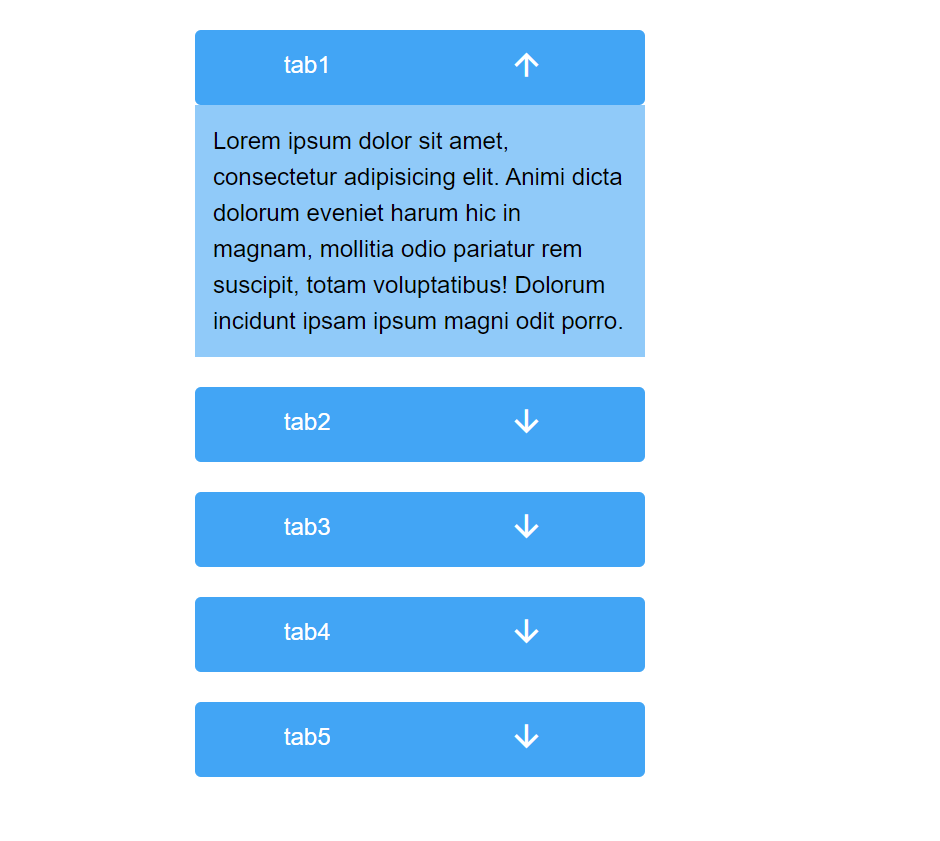 tab1
Lorem ipsum dolor sit amet,
consectetur adipisicing elit. Animi dicta
dolorum eveniet harum hic in
magnam, mollitia odio pariatur rem
suscipit, totam voluptatibus! Dolorum
incidunt ipsam ipsum magni odit porro.
tab2
tab3
tab4
tab5